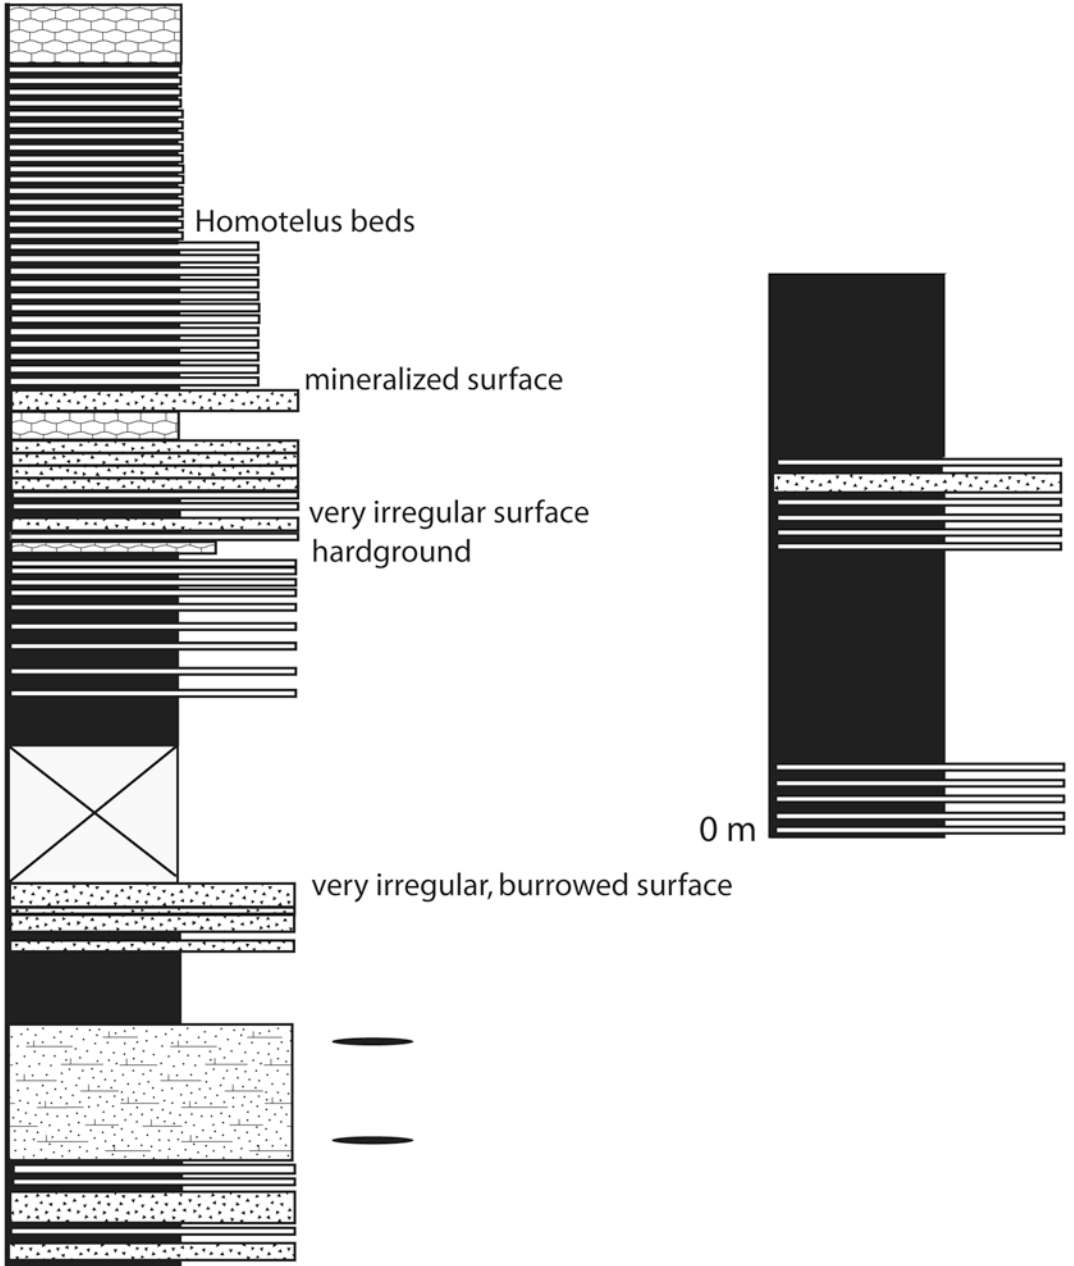 Homotelus beds
mineralized surface
very irregular surface
hardground
0 m
very irregular, burrowed surface